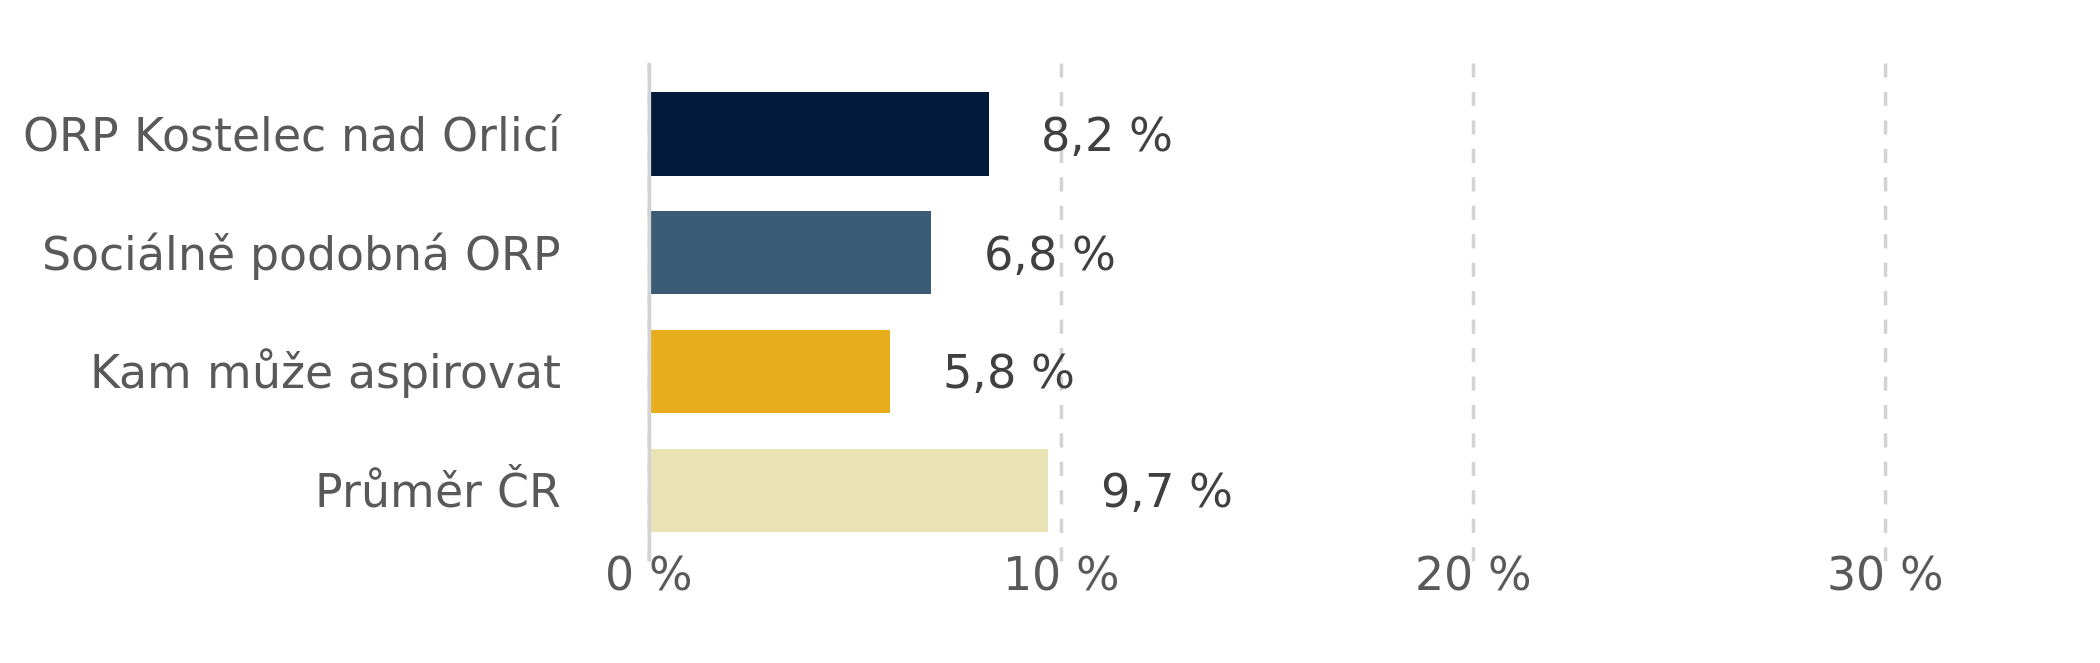 ORP Kostelec nad Orlicí 8,2 %
Sociálně podobná ORP 6,8 %
Kam může aspirovat 5,8 %
Průměr ČR 9,7 %
0 % 10 % 20 % 30 %